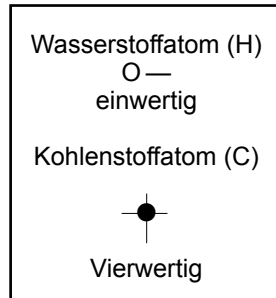 Wasserstoffatom (H)
O —
einwertig
Kohlenstoffatom (C)
Vierwertig